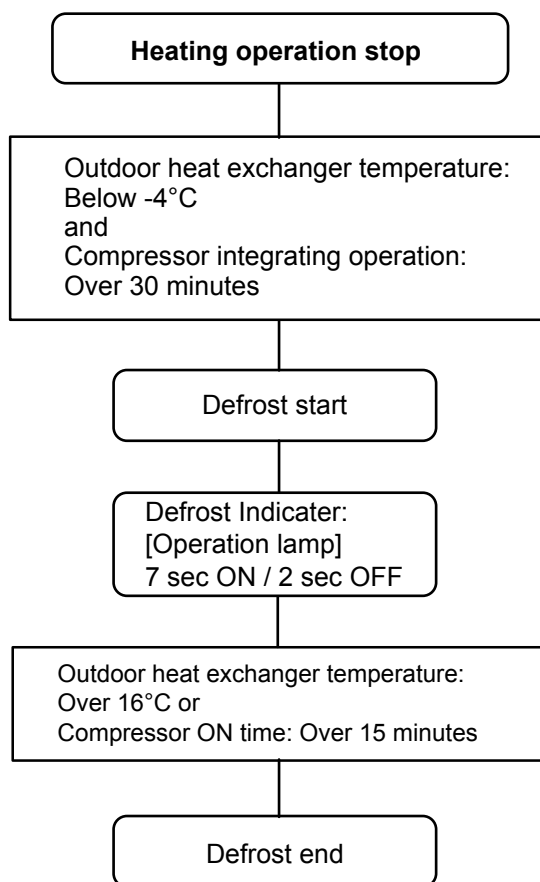 Heating operation stop
Outdoor heat exchanger temperature:
Below -4°C
and
Compressor integrating operation:
Over 30 minutes
Defrost start
Defrost Indicater:
[Operation lamp]
7 sec ON / 2 sec OFF
Outdoor heat exchanger temperature:
Over 16°C or
Compressor ON time: Over 15 minutes
Defrost end